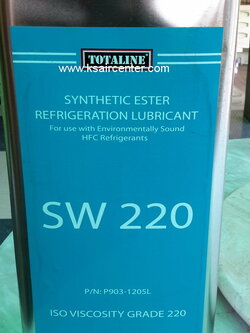 TOTALINE
www.ksaircenter.com
SYNTHETIC ESTER
REFRIGERATION LUBRICANT
For use with Environmentally Sound
HFC Refrigerants
SW 220
P/N: P903-1205L
ISO VISCOSITY GRADE 220